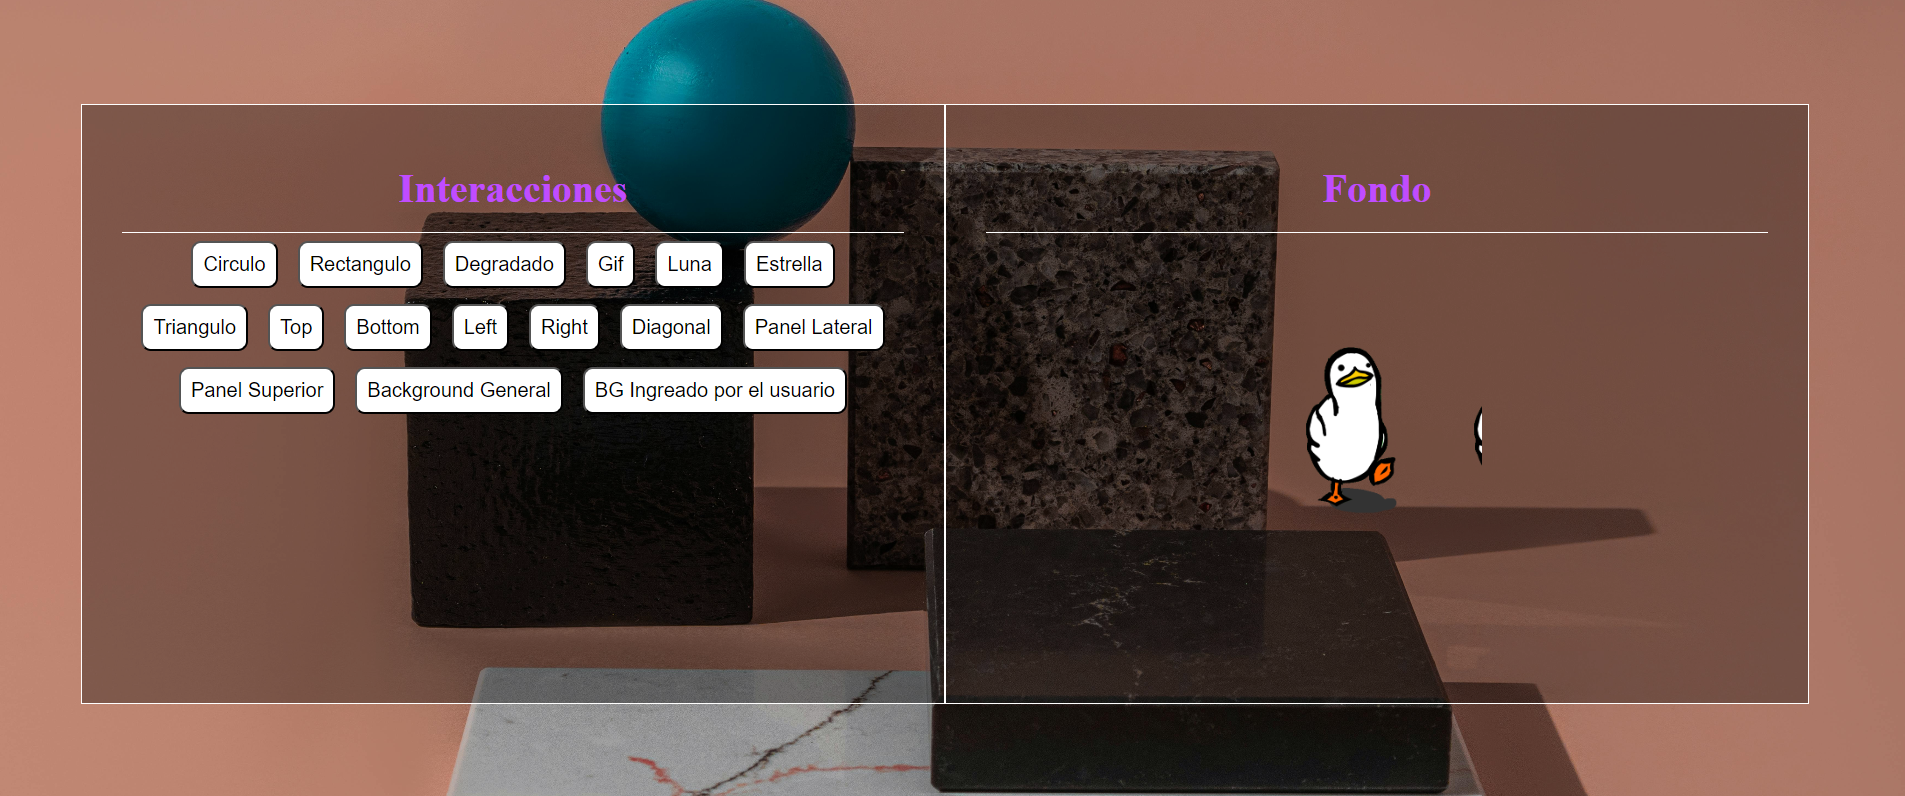 Interacciones
Circulo Rectangulo Degradado Gif Luna Estrella
Triangulo Top Bottom Left Right Diagonal Panel Lateral
Panel Superior Background General BG Ingreado por el usuario
Fondo